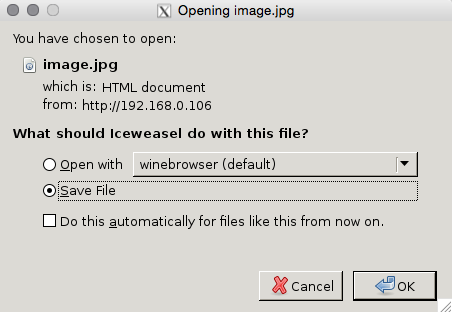 Opening image.jpg
You have chosen to open:
image.jpg
which is: HTML document
from: http://192.168.0.106
What should Iceweasel do with this file?
Open with winebrowser (default)
Save File
Do this automatically for files like this from now on.
Cancel OK